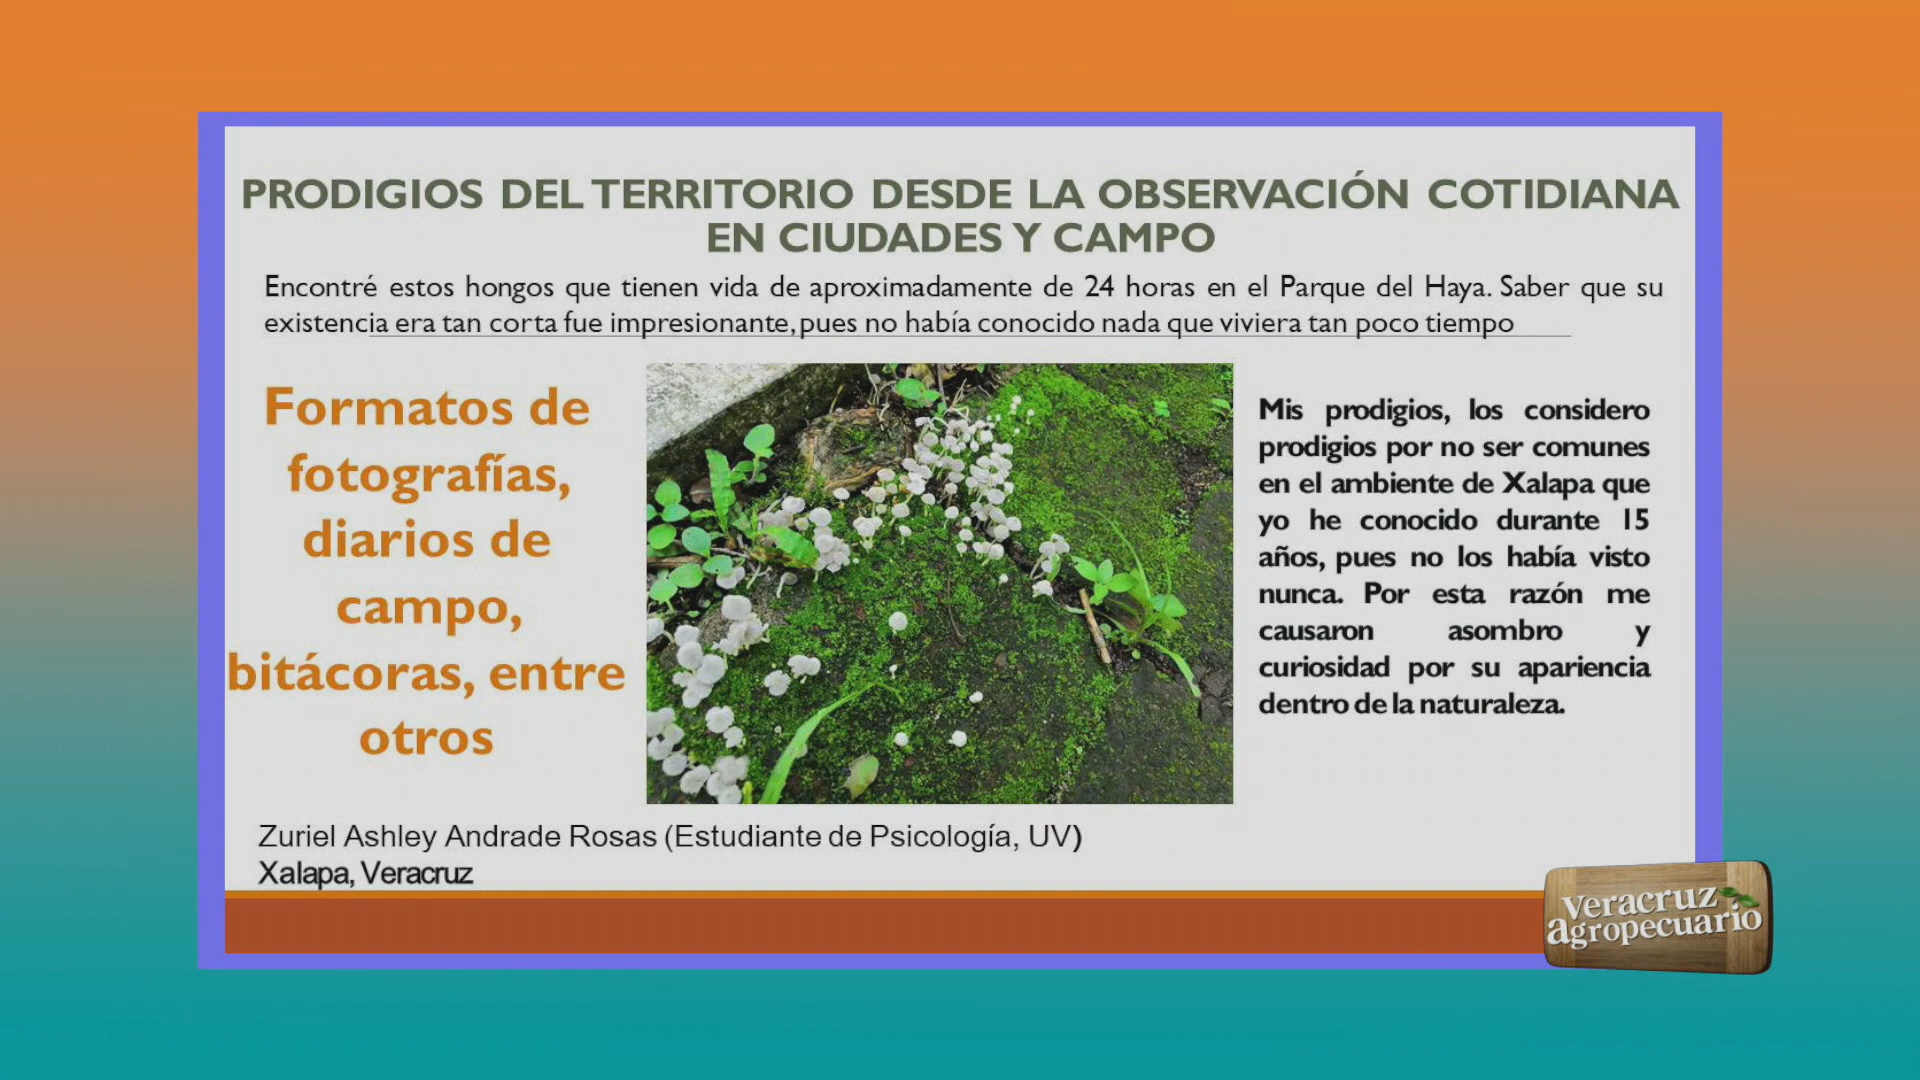 PRODIGIOS DEL TERRITORIO DESDE LA OBSERVACIÓN COTIDIANA
EN CIUDADES Y CAMPO
Encontré estos hongos que tienen vida de aproximadamente de 24 horas en el Parque del Haya. Saber que su
existencia era tan corta fue impresionante, pues no había conocido nada que viviera tan poco tiempo
Formatos de
fotografías,
diarios de
campo,
bitácoras, entre
otros
Mis prodigios, los considero
prodigios por no ser comunes
en el ambiente de Xalapa que
yo he conocido durante 15
años, pues no los había visto
nunca. Por esta razón me
causaron asombro y
curiosidad por su apariencia
dentro de la naturaleza.
Zuriel Ashley Andrade Rosas (Estudiante de Psicología, UV)
Xalapa, Veracruz
veracruz
agropecuario